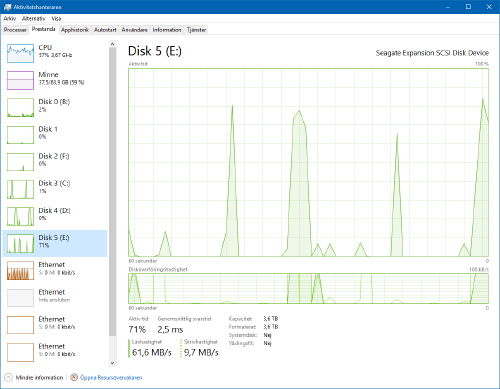 Aktivitetshanteraren
Arkiv Alternativ Visa
Processer Prestanda Apphistorik Autostart Användare Information Tjänster
CPU
57% 3,67 GHz
Minne
37,5/63,9 GB (59 %)
Disk 0 (B:)
2%
Disk 1
0%
Disk 2 (F:)
0%
Disk 3 (C:)
1%
Disk 4 (D:)
0%
Disk 5 (E:)
71%
Ethernet
S: 0 M: 0 kbit/s
Ethernet
Inte ansluten
Ethernet
S: 0 M: 0 kbit/s
Ethernet
S: 0 M: 0 kbit/s
Disk 5 (E:)
Seagate Expansion SCSI Disk Device
Aktiv tid 100 %
60 sekunder 0
Disköverföringshastighet 100 kB/s
60 sekunder 0
Aktiv tid
71%
Genomsnittlig svarstid
2,5 ms
Läshastighet
61,6 MB/s
Skrivhastighet
9,7 MB/s
Kapacitet: 3,6 TB
Formaterat: 3,6 TB
Systemdisk: Nej
Växlingsfil: Nej
Mindre information
Öppna Resursövervakaren